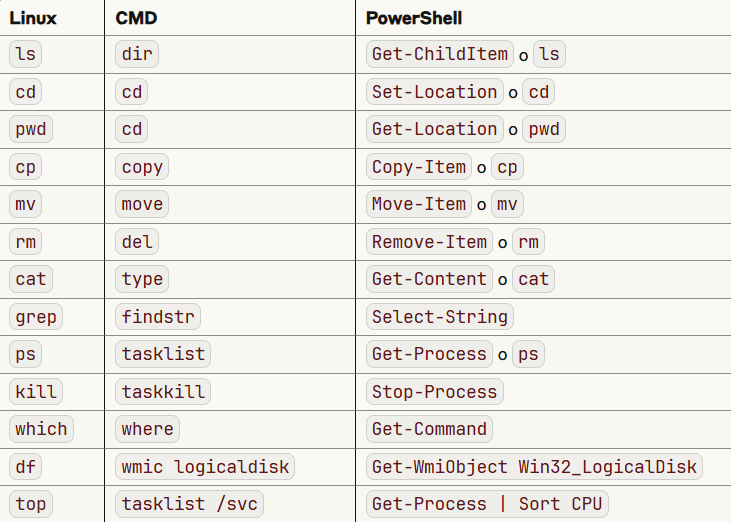 Linux CMD PowerShell
ls dir Get-ChildItem o ls
cd cd Set-Location o cd
pwd cd Get-Location o pwd
cp copy Copy-Item o cp
mv move Move-Item o mv
rm del Remove-Item o rm
cat type Get-Content o cat
grep findstr Select-String
ps tasklist Get-Process o ps
kill taskkill Stop-Process
which where Get-Command
df wmic logicaldisk Get-WmiObject Win32_LogicalDisk
top tasklist /svc Get-Process | Sort CPU